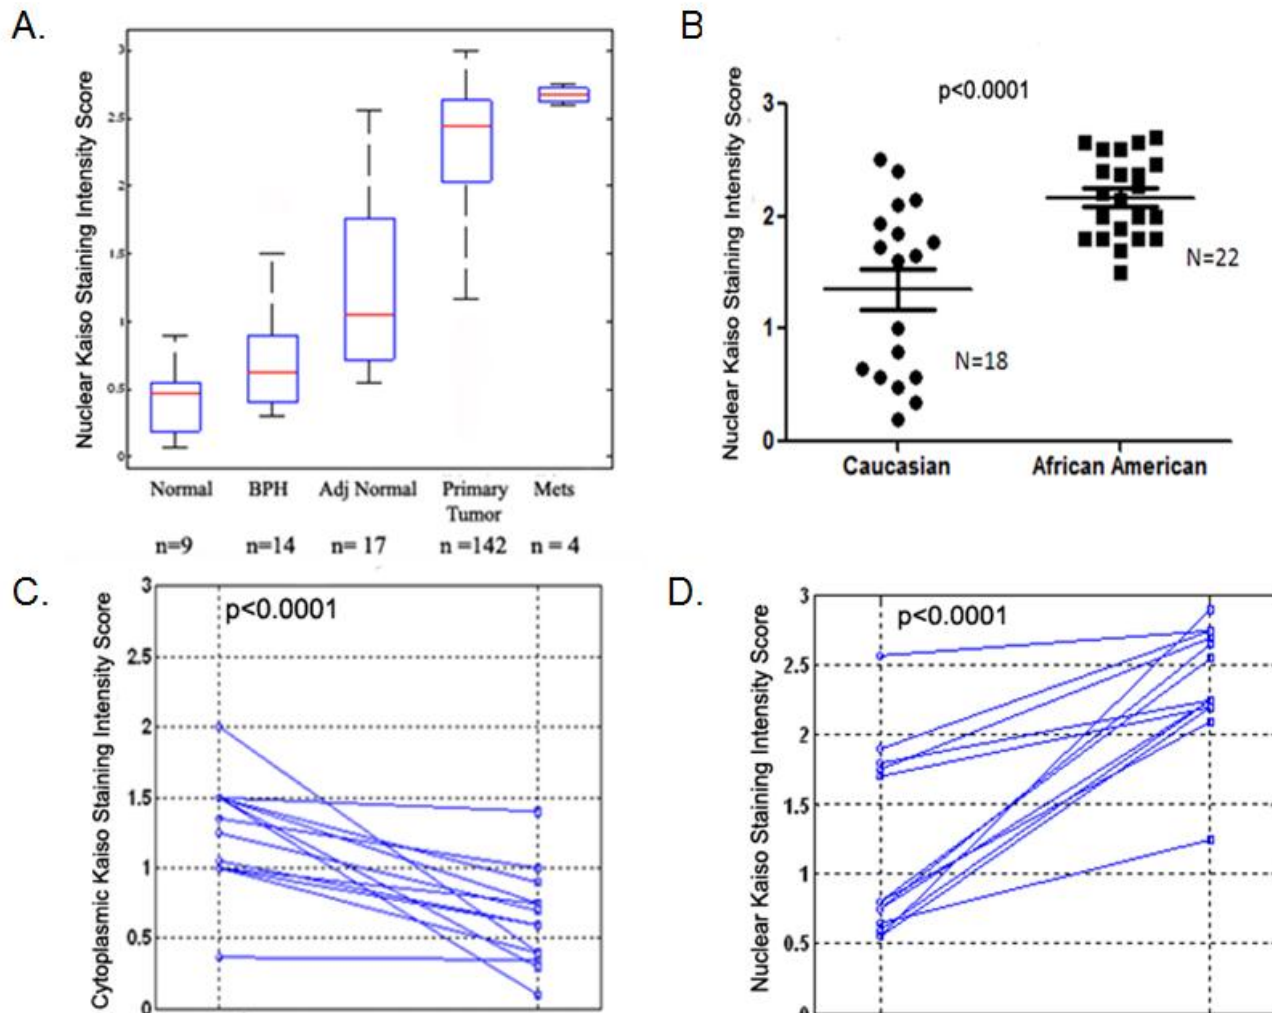 A.
Nuclear Kaiso Staining Intensity Score
3
2.5
2
1.5
1
0.5
0
Normal BPH Adj Normal Primary Mets
Tumor
n=9 n=14 n= 17 n =142 n = 4
B
Nuclear Kaiso Staining Intensity Score
p<0.0001
3
2
1
0
N=18
N=22
Caucasian African American
C.
Cytoplasmic Kaiso Staining Intensity Score
p<0.0001
3
2.5
2
1.5
1
0.5
0
D.
Nuclear Kaiso Staining Intensity Score
p<0.0001
3
2.5
2
1.5
1
0.5